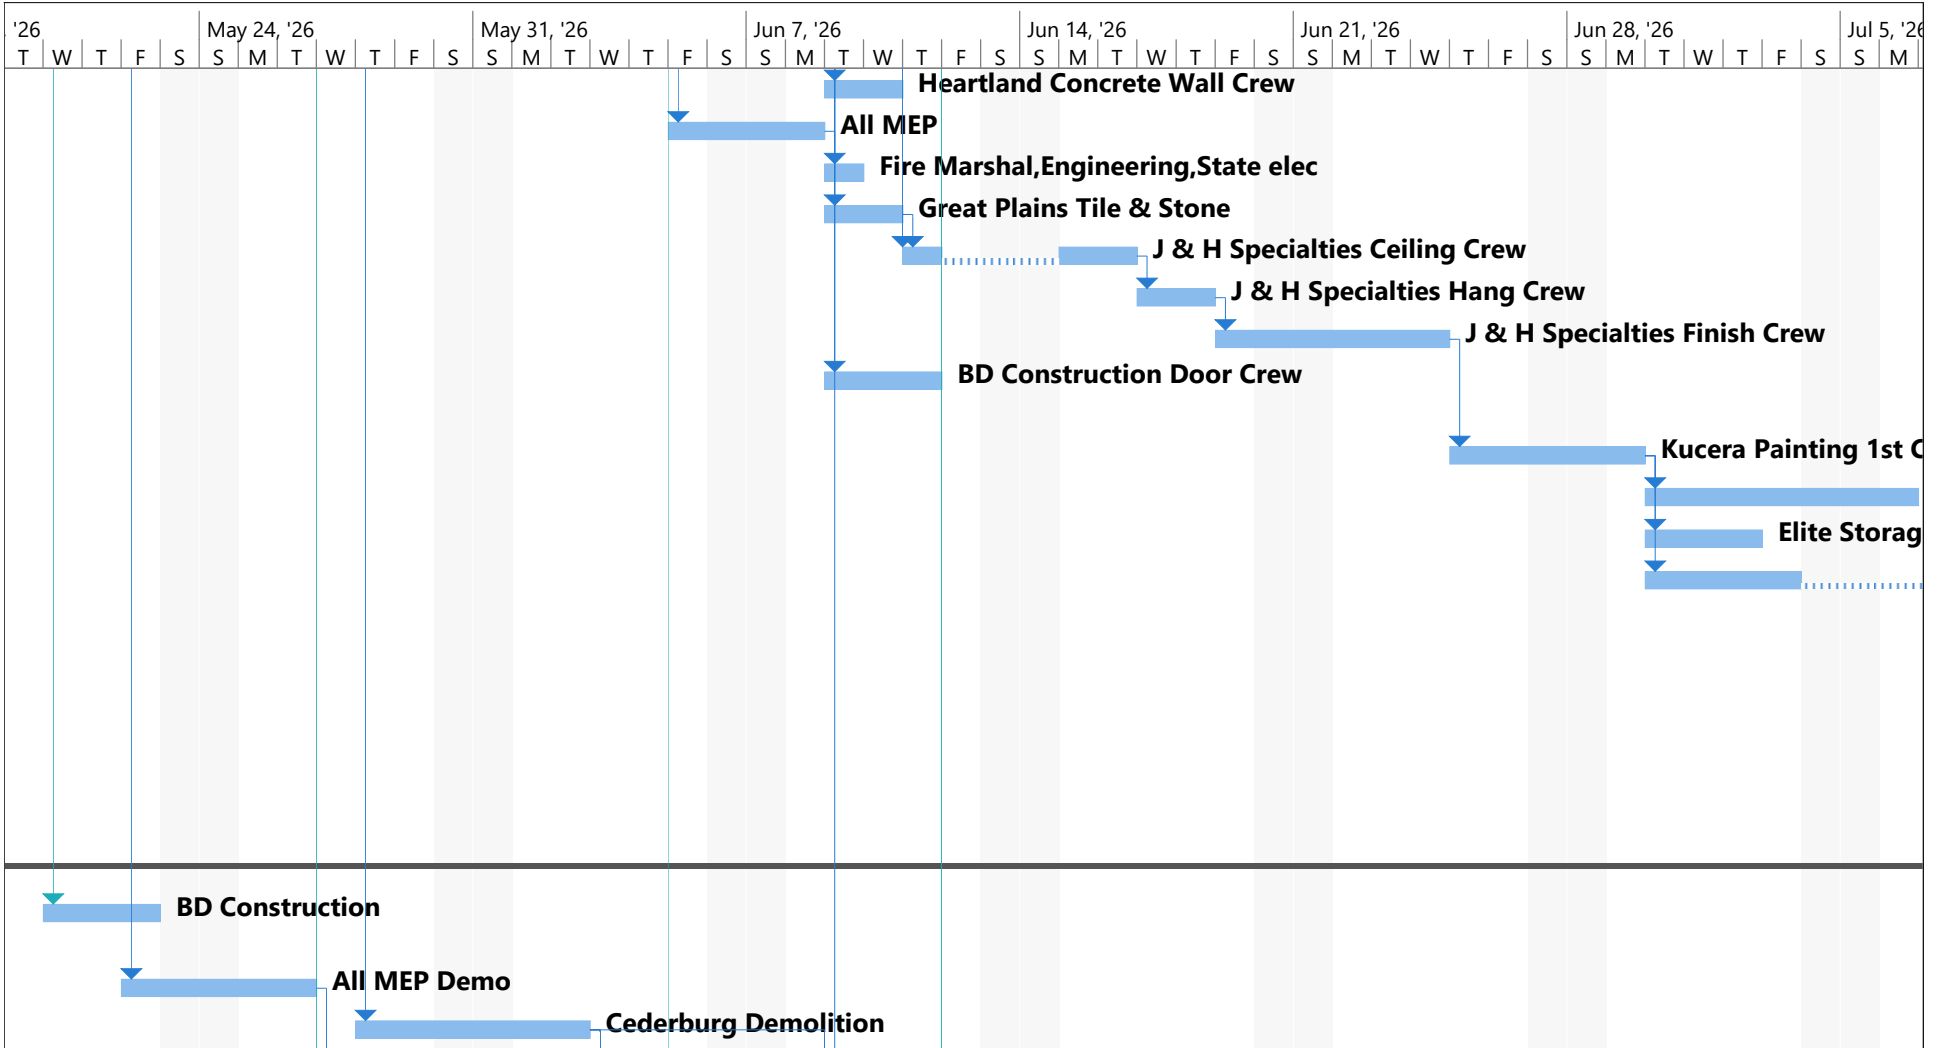 , '26 May 24, '26 May 31, '26 Jun 7, '26 Jun 14, '26 Jun 21, '26 Jun 28, '26 Jul 5, '26
T W T F S S M T W T F S S M T W T F S S M T W T F S S M T W T F S S M T W T F S S M T W T F S S M
Heartland Concrete Wall Crew
All MEP
Fire Marshal,Engineering,State elec
Great Plains Tile & Stone
J & H Specialties Ceiling Crew
J & H Specialties Hang Crew
J & H Specialties Finish Crew
BD Construction Door Crew
Kucera Painting 1st C
Elite Storag
BD Construction
All MEP Demo
Cederburg Demolition